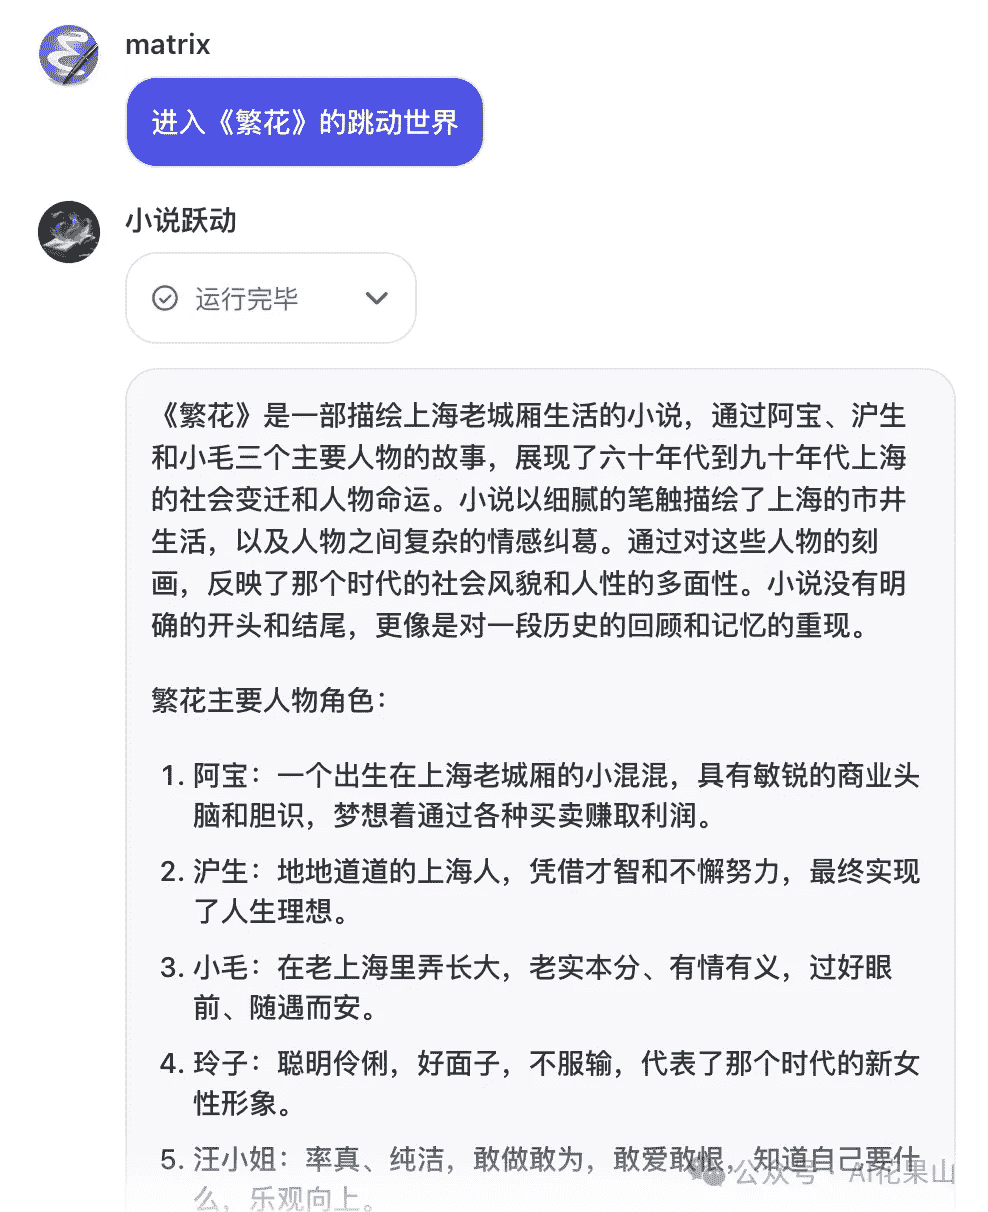 matrix
进入《繁花》的跳动世界
小说跃动
运行完毕
《繁花》是一部描绘上海老城厢生活的小说，通过阿宝、沪生
和小毛三个主要人物的故事，展现了六十年代到九十年代上海
的社会变迁和人物命运。小说以细腻的笔触描绘了上海的市井
生活，以及人物之间复杂的情感纠葛。通过对这些人物的刻
画，反映了那个时代的社会风貌和人性的多面性。小说没有明
确的开头和结尾，更像是对一段历史的回顾和记忆的重现。
繁花主要人物角色：
1. 阿宝：一个出生在上海老城厢的小混混，具有敏锐的商业头
脑和胆识，梦想着通过各种买卖赚取利润。
2. 沪生：地地道道的上海人，凭借才智和不懈努力，最终实现
了人生理想。
3. 小毛：在老上海里弄长大，老实本分、有情有义，过好眼
前、随遇而安。
4. 玲子：聪明伶俐，好面子，不服输，代表了那个时代的新女
性形象。
5. 汪小姐：率真、纯洁，敢做敢为，敢爱敢恨，知道自己要什
么，乐观向上。
公众号 · AI花果山